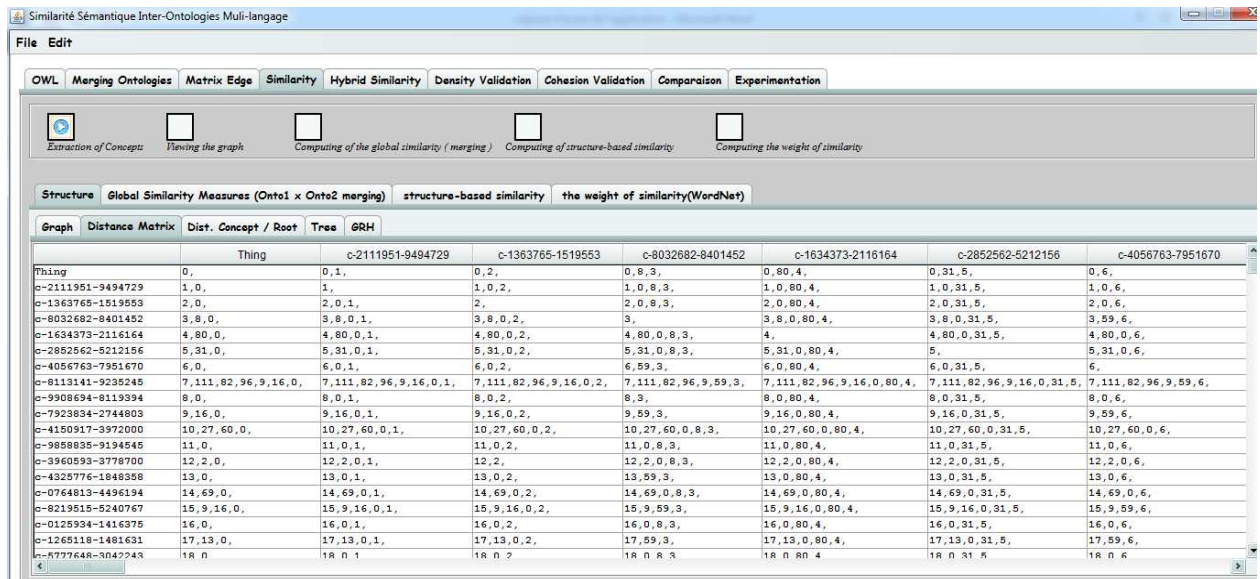 Similarité Sémantique Inter-Ontologies Muli-langage
File Edit
OWL Merging Ontologies Matrix Edge Similarity Hybrid Similarity Density Validation Cohesion Validation Comparaison Experimentation
Extraction of Concepts Viewing the graph Computing of the global similarity ( merging ) Computing of structure-based similarity Computing the weight of similarity
Structure Global Similarity Measures (Onto1 x Onto2 merging) structure-based similarity the weight of similarity(WordNet)
Graph Distance Matrix Dist. Concept / Root Tree GRH
Thing c-2111951-9494729 c-1363765-1519553 c-8032682-8401452 c-1634373-2116164 c-2852562-5212156 c-4056763-7951670
Thing 0, 0,1, 0,2, 0,8,3, 0,80,4, 0,31,5, 0,6,
c-2111951-9494729 1,0, 1, 1,0,2, 1,0,8,3, 1,0,80,4, 1,0,31,5, 1,0,6,
c-1363765-1519553 2,0, 2,0,1, 2, 2,0,8,3, 2,0,80,4, 2,0,31,5, 2,0,6,
c-8032682-8401452 3,8,0, 3,8,0,1, 3,8,0,2, 3, 3,8,0,80,4, 3,8,0,31,5, 3,59,6,
c-1634373-2116164 4,80,0, 4,80,0,1, 4,80,0,2, 4,80,0,8,3, 4, 4,80,0,31,5, 4,80,0,6,
c-2852562-5212156 5,31,0, 5,31,0,1, 5,31,0,2, 5,31,0,8,3, 5,31,0,80,4, 5, 5,31,0,6,
c-4056763-7951670 6,0, 6,0,1, 6,0,2, 6,59,3, 6,0,80,4, 6,0,31,5, 6,
c-8113141-9235245 7,111,82,96,9,16,0, 7,111,82,96,9,16,0,1, 7,111,82,96,9,16,0,2, 7,111,82,96,9,59,3, 7,111,82,96,9,16,0,80,4, 7,111,82,96,9,16,0,31,5, 7,111,82,96,9,59,6,
c-9908694-8119394 8,0, 8,0,1, 8,0,2, 8,3, 8,0,80,4, 8,0,31,5, 8,0,6,
c-7923834-2744803 9,16,0, 9,16,0,1, 9,16,0,2, 9,59,3, 9,16,0,80,4, 9,16,0,31,5, 9,59,6,
c-4150917-3972000 10,27,60,0, 10,27,60,0,1, 10,27,60,0,2, 10,27,60,0,8,3, 10,27,60,0,80,4, 10,27,60,0,31,5, 10,27,60,0,6,
c-9858835-9194545 11,0, 11,0,1, 11,0,2, 11,0,8,3, 11,0,80,4, 11,0,31,5, 11,0,6,
c-3960593-3778700 12,2,0, 12,2,0,1, 12,2, 12,2,0,8,3, 12,2,0,80,4, 12,2,0,31,5, 12,2,0,6,
c-4325776-1848358 13,0, 13,0,1, 13,0,2, 13,59,3, 13,0,80,4, 13,0,31,5, 13,0,6,
c-0764813-4496194 14,69,0, 14,69,0,1, 14,69,0,2, 14,69,0,8,3, 14,69,0,80,4, 14,69,0,31,5, 14,69,0,6,
c-8219515-5240767 15,9,16,0, 15,9,16,0,1, 15,9,16,0,2, 15,9,59,3, 15,9,16,0,80,4, 15,9,16,0,31,5, 15,9,59,6,
c-0125934-1416375 16,0, 16,0,1, 16,0,2, 16,0,8,3, 16,0,80,4, 16,0,31,5, 16,0,6,
c-1265118-1481631 17,13,0, 17,13,0,1, 17,13,0,2, 17,59,3, 17,13,0,80,4, 17,13,0,31,5, 17,59,6,
c-5777648-3042243 18,0 18,0,1 18,0,2 18,0,8,3 18,0,80,4 18,0,31,5 18,0,6